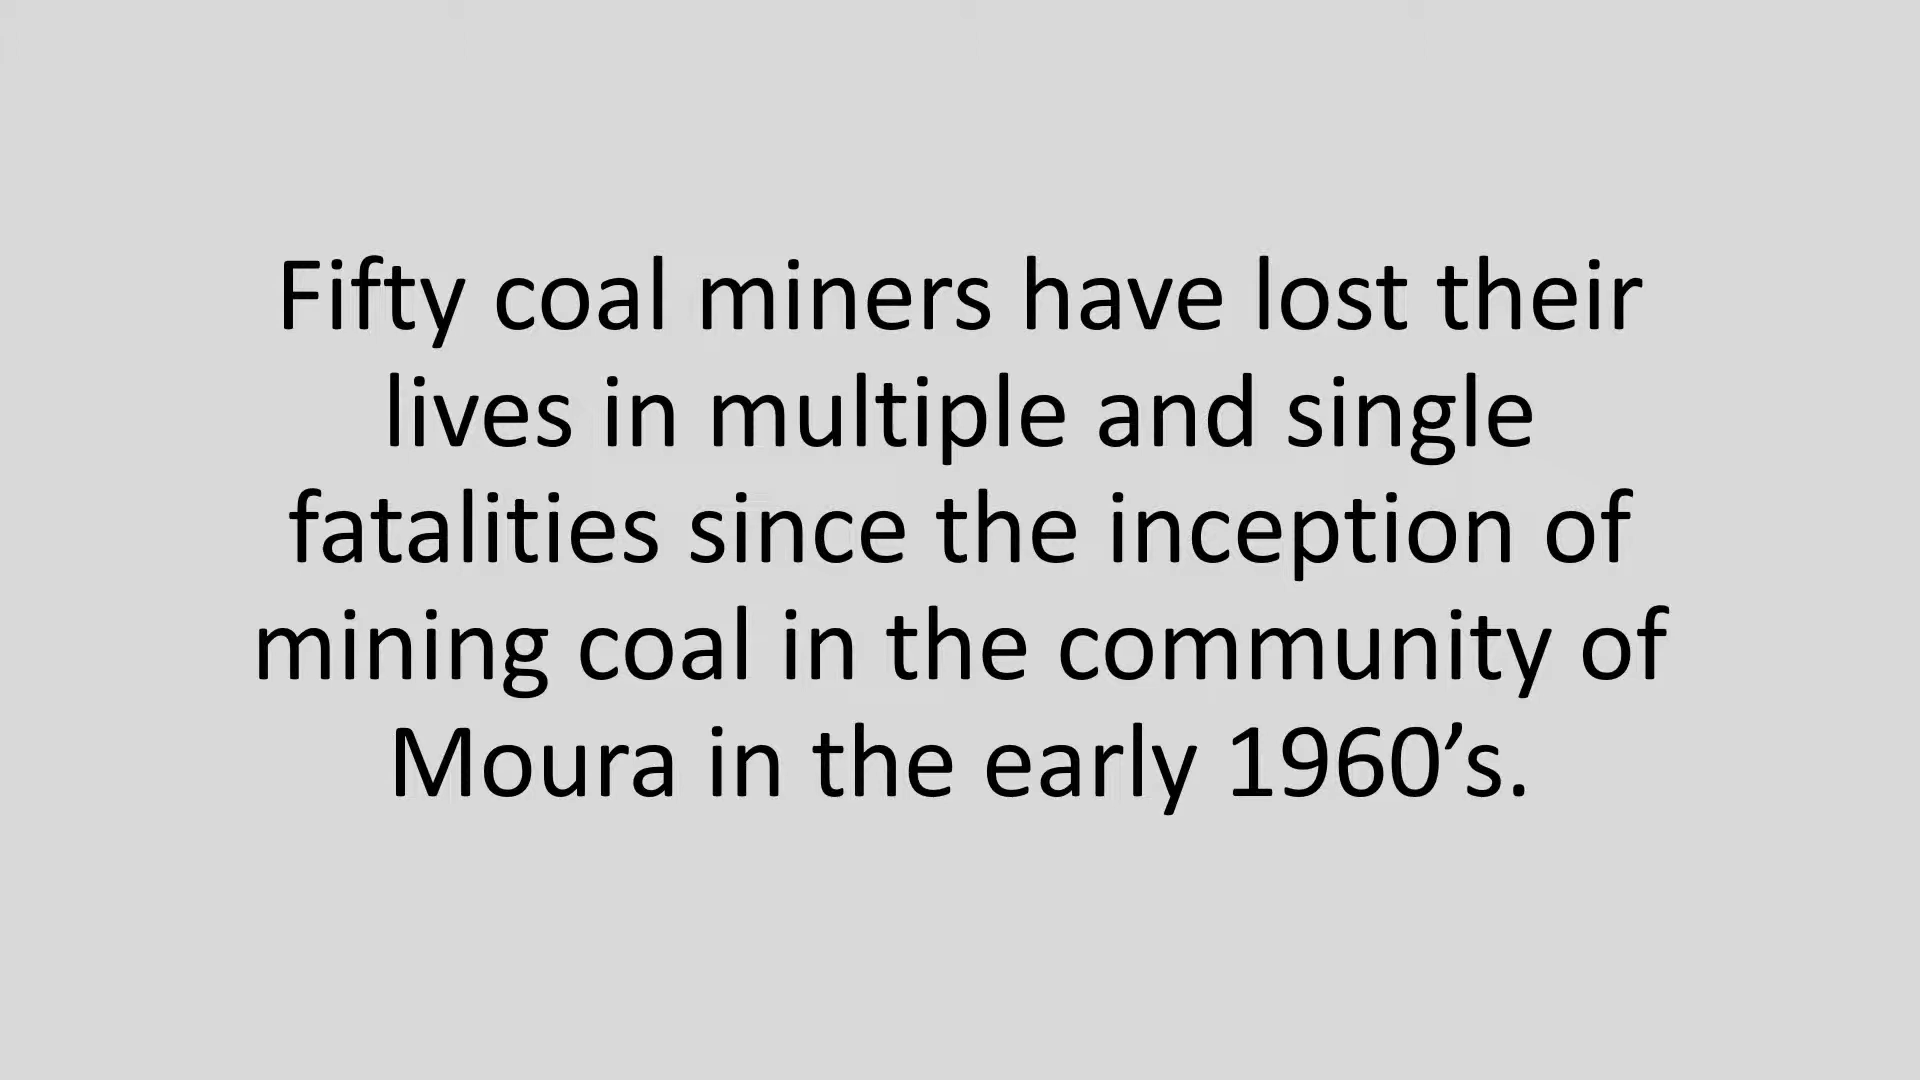 Fifty coal miners have lost their
lives in multiple and single
fatalities since the inception of
mining coal in the community of
Moura in the early 1960’s.